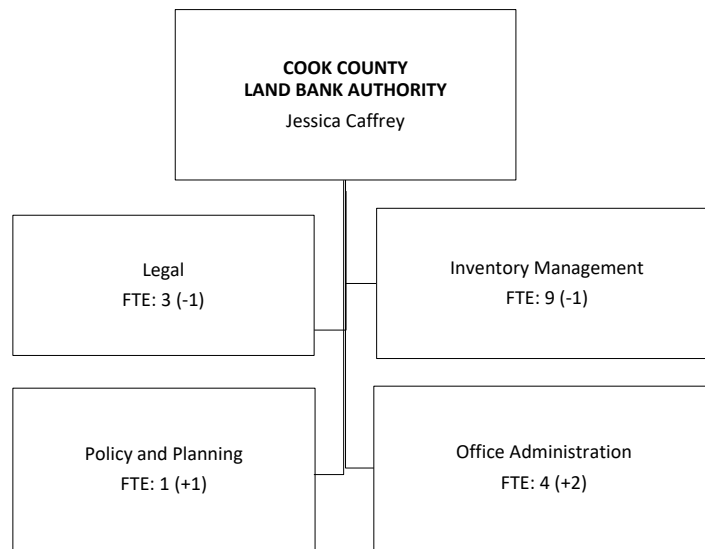 COOK COUNTY
LAND BANK AUTHORITY
Jessica Caffrey
Legal
FTE: 3 (-1)
Inventory Management
FTE: 9 (-1)
Policy and Planning
FTE: 1 (+1)
Office Administration
FTE: 4 (+2)